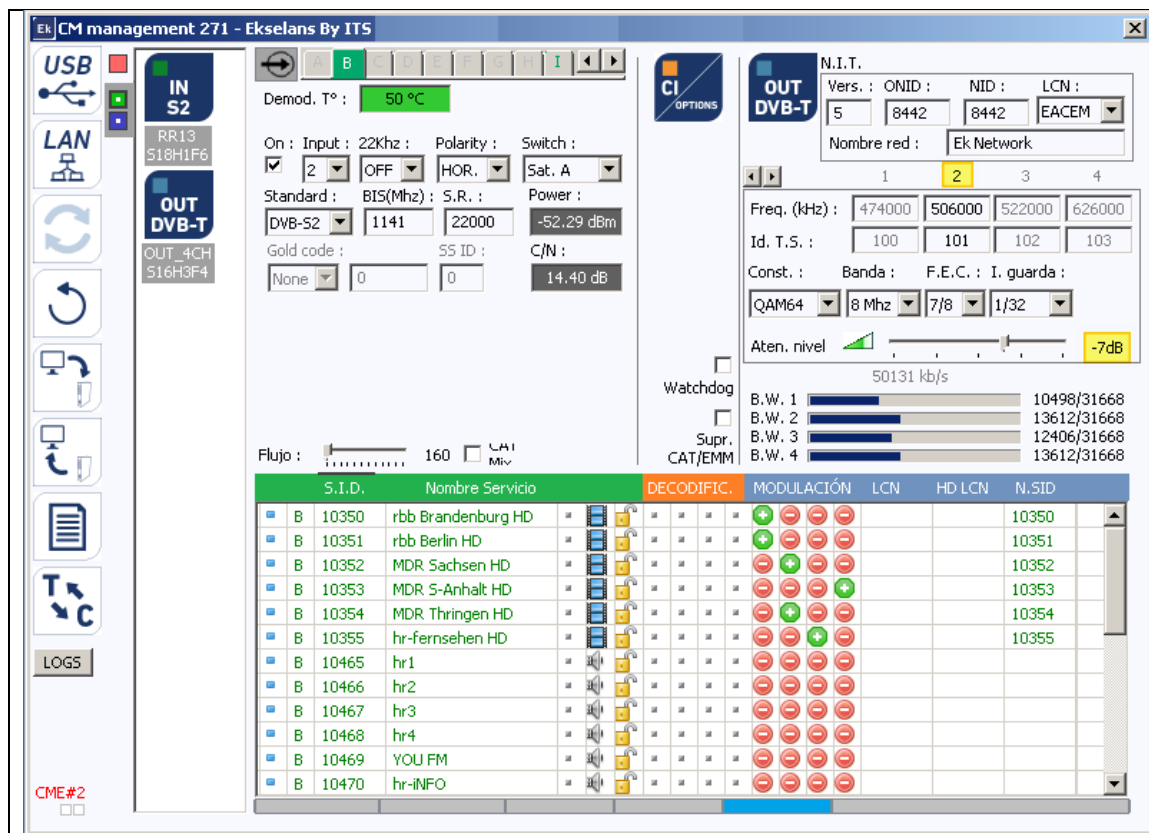 Ek CM management 271 - Ekselans By ITS
USB
LAN
T C
LOGS
CME#2
IN
S2
RR13
S18H1F6
OUT
DVB-T
OUT_4CH
S16H3F4
A B C D E F G H I
Demod. Tº : 50 ºC
On : Input : 22Khz : Polarity : Switch :
2 OFF HOR. Sat. A
Standard : BIS(Mhz) : S.R. : Power :
DVB-S2 1141 22000 -52.29 dBm
Gold code : SS ID : C/N :
None 0 0 14.40 dB
Flujo : 160 CAT
Mix
CI
OPTIONS
Watchdog
Supr.
CAT/EMM
OUT
DVB-T
N.I.T.
Vers. : ONID : NID : LCN :
5 8442 8442 EACEM
Nombre red : Ek Network
1 2 3 4
Freq. (kHz) : 474000 506000 522000 626000
Id. T.S. : 100 101 102 103
Const. : Banda : F.E.C. : I. guarda :
QAM64 8 Mhz 7/8 1/32
Aten. nivel -7dB
50131 kb/s
B.W. 1 10498/31668
B.W. 2 13612/31668
B.W. 3 12406/31668
B.W. 4 13612/31668
S.I.D. Nombre Servicio DECODIFIC. MODULACIÓN LCN HD LCN N.SID
B 10350 rbb Brandenburg HD 10350
B 10351 rbb Berlin HD 10351
B 10352 MDR Sachsen HD 10352
B 10353 MDR S-Anhalt HD 10353
B 10354 MDR Thringen HD 10354
B 10355 hr-fernsehen HD 10355
B 10465 hr1
B 10466 hr2
B 10467 hr3
B 10468 hr4
B 10469 YOU FM
B 10470 hr-iNFO